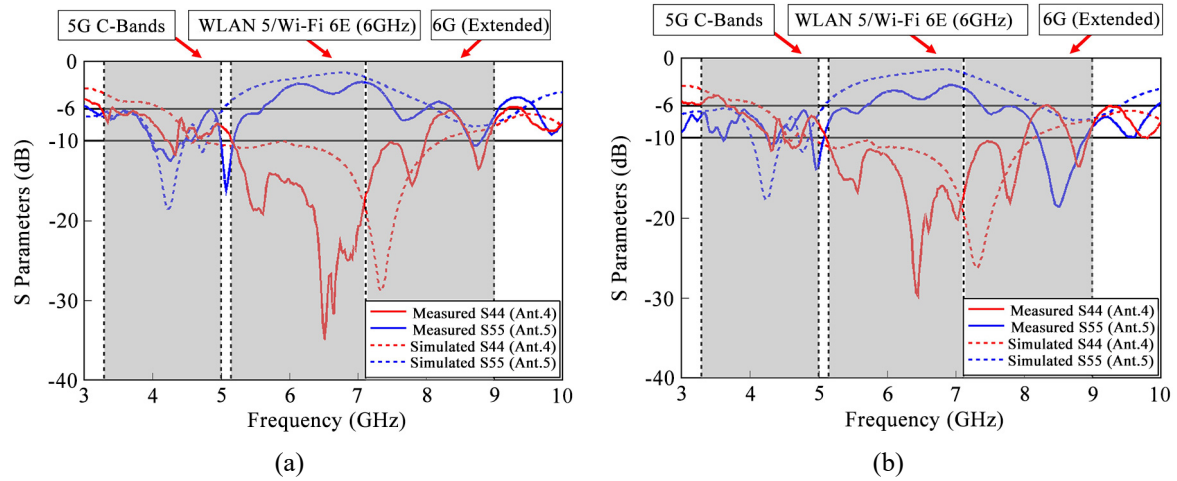 5G C-Bands
WLAN 5/Wi-Fi 6E (6GHz)
6G (Extended)
0
-6
-10
-20
-30
-40
S Parameters (dB)
Measured S44 (Ant.4)
Measured S55 (Ant.5)
Simulated S44 (Ant.4)
Simulated S55 (Ant.5)
3 4 5 6 7 8 9 10
Frequency (GHz)
(a)
5G C-Bands
WLAN 5/Wi-Fi 6E (6GHz)
6G (Extended)
0
-6
-10
-20
-30
-40
S Parameters (dB)
Measured S44 (Ant.4)
Measured S55 (Ant.5)
Simulated S44 (Ant.4)
Simulated S55 (Ant.5)
3 4 5 6 7 8 9 10
Frequency (GHz)
(b)